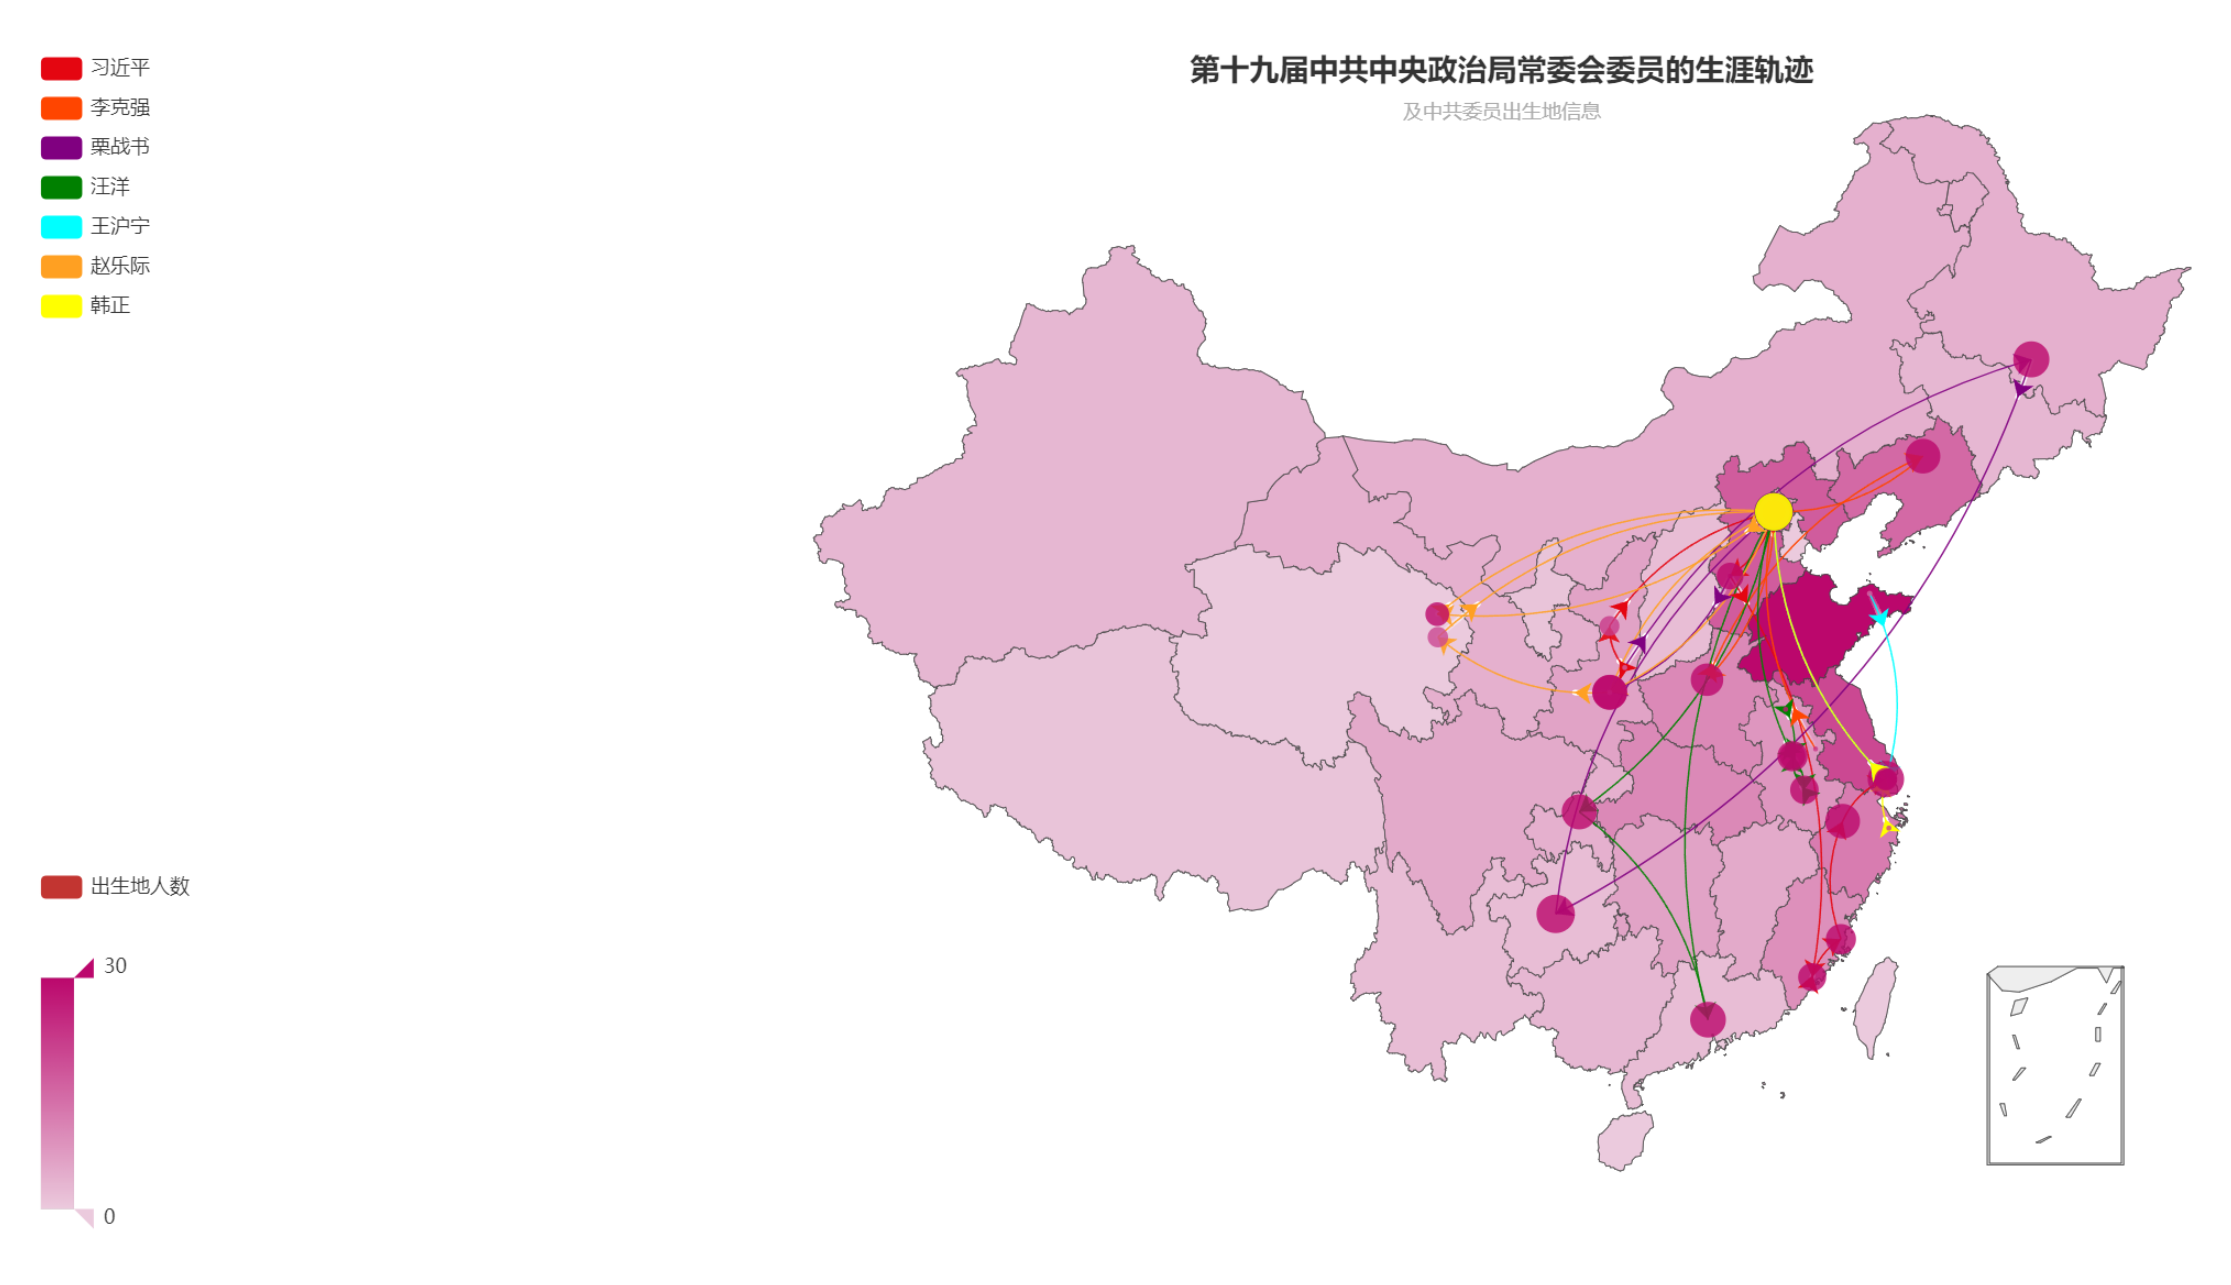 第十九届中共中央政治局常委会委员的生涯轨迹
及中共委员出生地信息
习近平
李克强
栗战书
汪洋
王沪宁
赵乐际
韩正
出生地人数
30
0